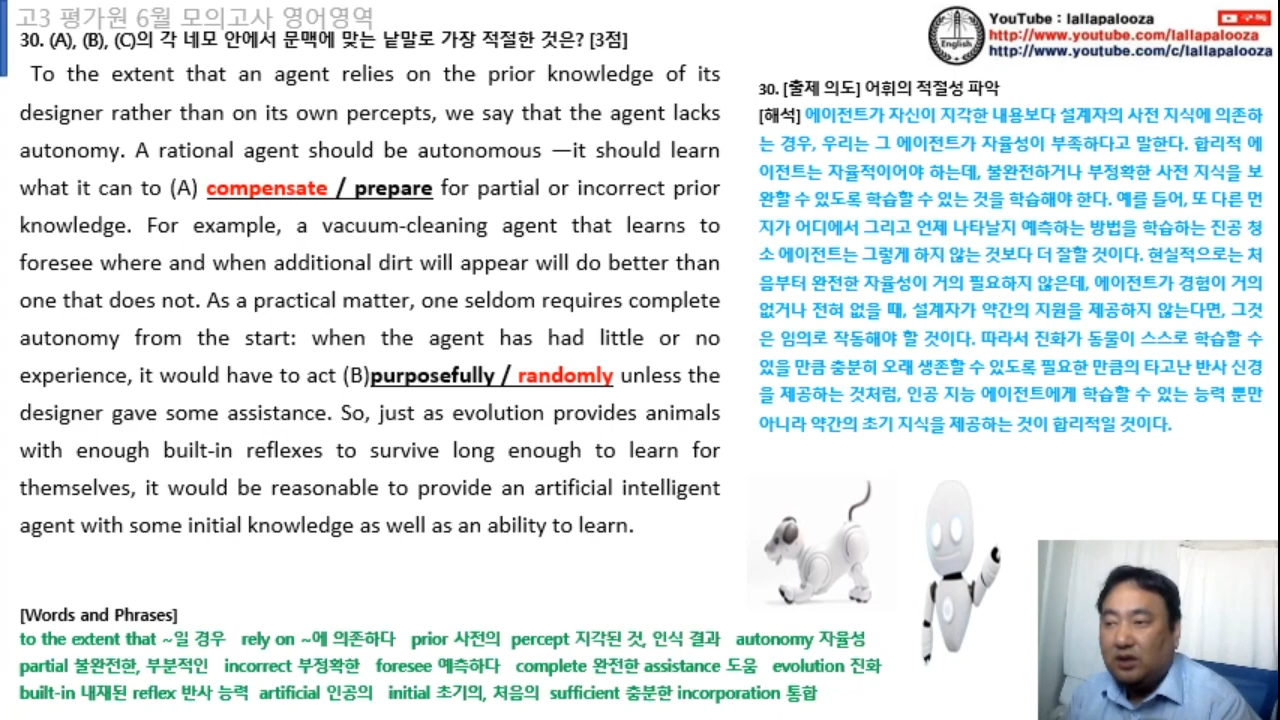 고3 평가원 6월 모의고사 영어영역
30. (A), (B), (C)의 각 네모 안에서 문맥에 맞는 낱말로 가장 적절한 것은? [3점]
To the extent that an agent relies on the prior knowledge of its
designer rather than on its own percepts, we say that the agent lacks
autonomy. A rational agent should be autonomous —it should learn
what it can to (A) compensate / prepare for partial or incorrect prior
knowledge. For example, a vacuum-cleaning agent that learns to
foresee where and when additional dirt will appear will do better than
one that does not. As a practical matter, one seldom requires complete
autonomy from the start: when the agent has had little or no
experience, it would have to act (B)purposefully / randomly unless the
designer gave some assistance. So, just as evolution provides animals
with enough built-in reflexes to survive long enough to learn for
themselves, it would be reasonable to provide an artificial intelligent
agent with some initial knowledge as well as an ability to learn.
[Words and Phrases]
to the extent that ~일 경우 rely on ~에 의존하다 prior 사전의 percept 지각된 것, 인식 결과 autonomy 자율성
partial 불완전한, 부분적인 incorrect 부정확한 foresee 예측하다 complete 완전한 assistance 도움 evolution 진화
built-in 내재된 reflex 반사 능력 artificial 인공의 initial 초기의, 처음의 sufficient 충분한 incorporation 통합
English
YouTube : lallapalooza
구독
http://www.youtube.com/lallapalooza
http://www.youtube.com/c/lallapalooza
30. [출제 의도] 어휘의 적절성 파악
[해석] 에이전트가 자신이 지각한 내용보다 설계자의 사전 지식에 의존하
는 경우, 우리는 그 에이전트가 자율성이 부족하다고 말한다. 합리적 에
이전트는 자율적이어야 하는데, 불완전하거나 부정확한 사전 지식을 보
완할 수 있도록 학습할 수 있는 것을 학습해야 한다. 예를 들어, 또 다른 먼
지가 어디에서 그리고 언제 나타날지 예측하는 방법을 학습하는 진공 청
소 에이전트는 그렇게 하지 않는 것보다 더 잘할 것이다. 현실적으로는 처
음부터 완전한 자율성이 거의 필요하지 않은데, 에이전트가 경험이 거의
없거나 전혀 없을 때, 설계자가 약간의 지원을 제공하지 않는다면, 그것
은 임의로 작동해야 할 것이다. 따라서 진화가 동물이 스스로 학습할 수
있을 만큼 충분히 오래 생존할 수 있도록 필요한 만큼의 타고난 반사 신경
을 제공하는 것처럼, 인공 지능 에이전트에게 학습할 수 있는 능력 뿐만
아니라 약간의 초기 지식을 제공하는 것이 합리적일 것이다.